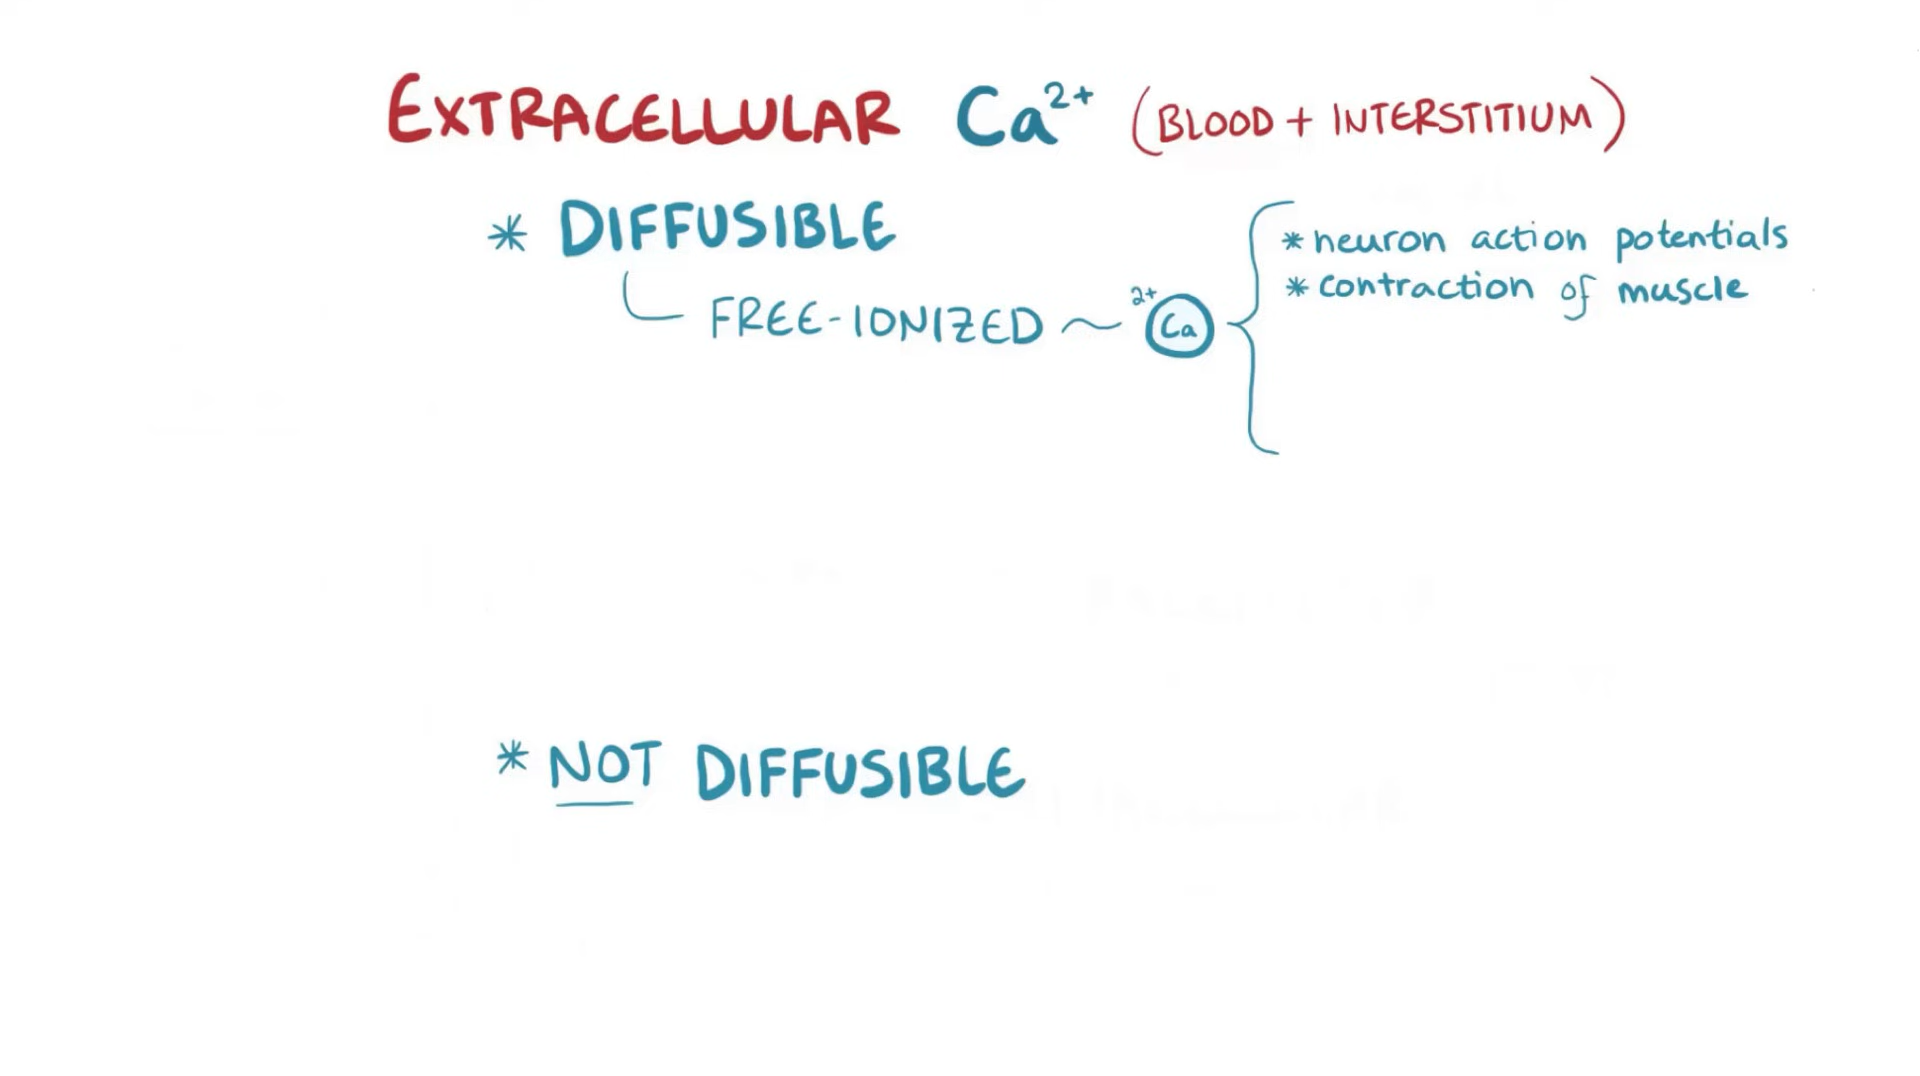 EXTRACELLULAR Ca²⁺ (BLOOD + INTERSTITIUM)
* DIFFUSIBLE
* neuron action potentials
* contraction of muscle
FREE-IONIZED ~ ²⁺Ca
* NOT DIFFUSIBLE